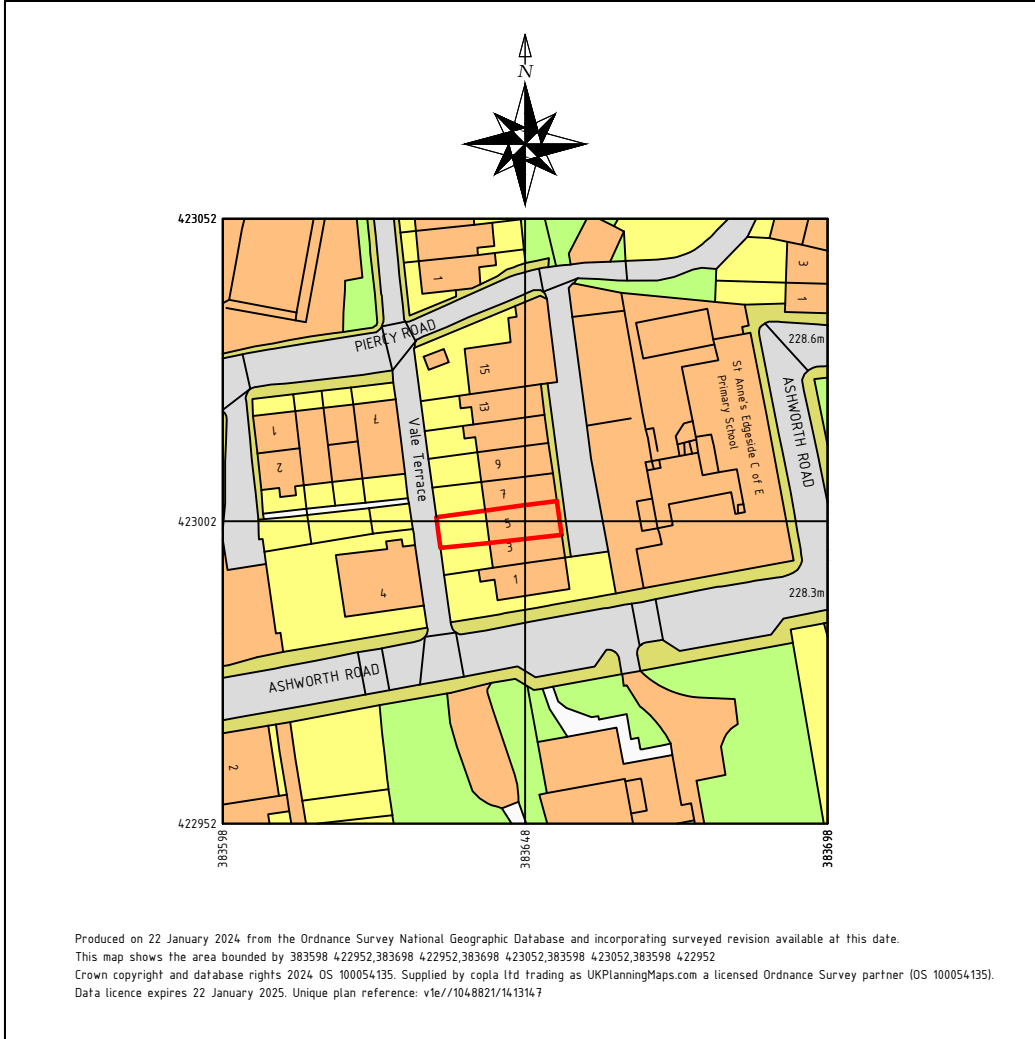 N
423052
1
3
1
PIERCY ROAD
228.6m
15
St Anne's Edgeside C of E
Primary School
ASHWORTH ROAD
13
7
1
Vale Terrace
2
9
7
423002
5
3
1
4
228.3m
ASHWORTH ROAD
2
422952
383598
383648
383698
Produced on 22 January 2024 from the Ordnance Survey National Geographic Database and incorporating surveyed revision available at this date.
This map shows the area bounded by 383598 422952,383698 422952,383698 423052,383598 423052,383598 422952
Crown copyright and database rights 2024 OS 100054135. Supplied by copla ltd trading as UKPlanningMaps.com a licensed Ordnance Survey partner (OS 100054135).
Data licence expires 22 January 2025. Unique plan reference: v1e//1048821/1413147